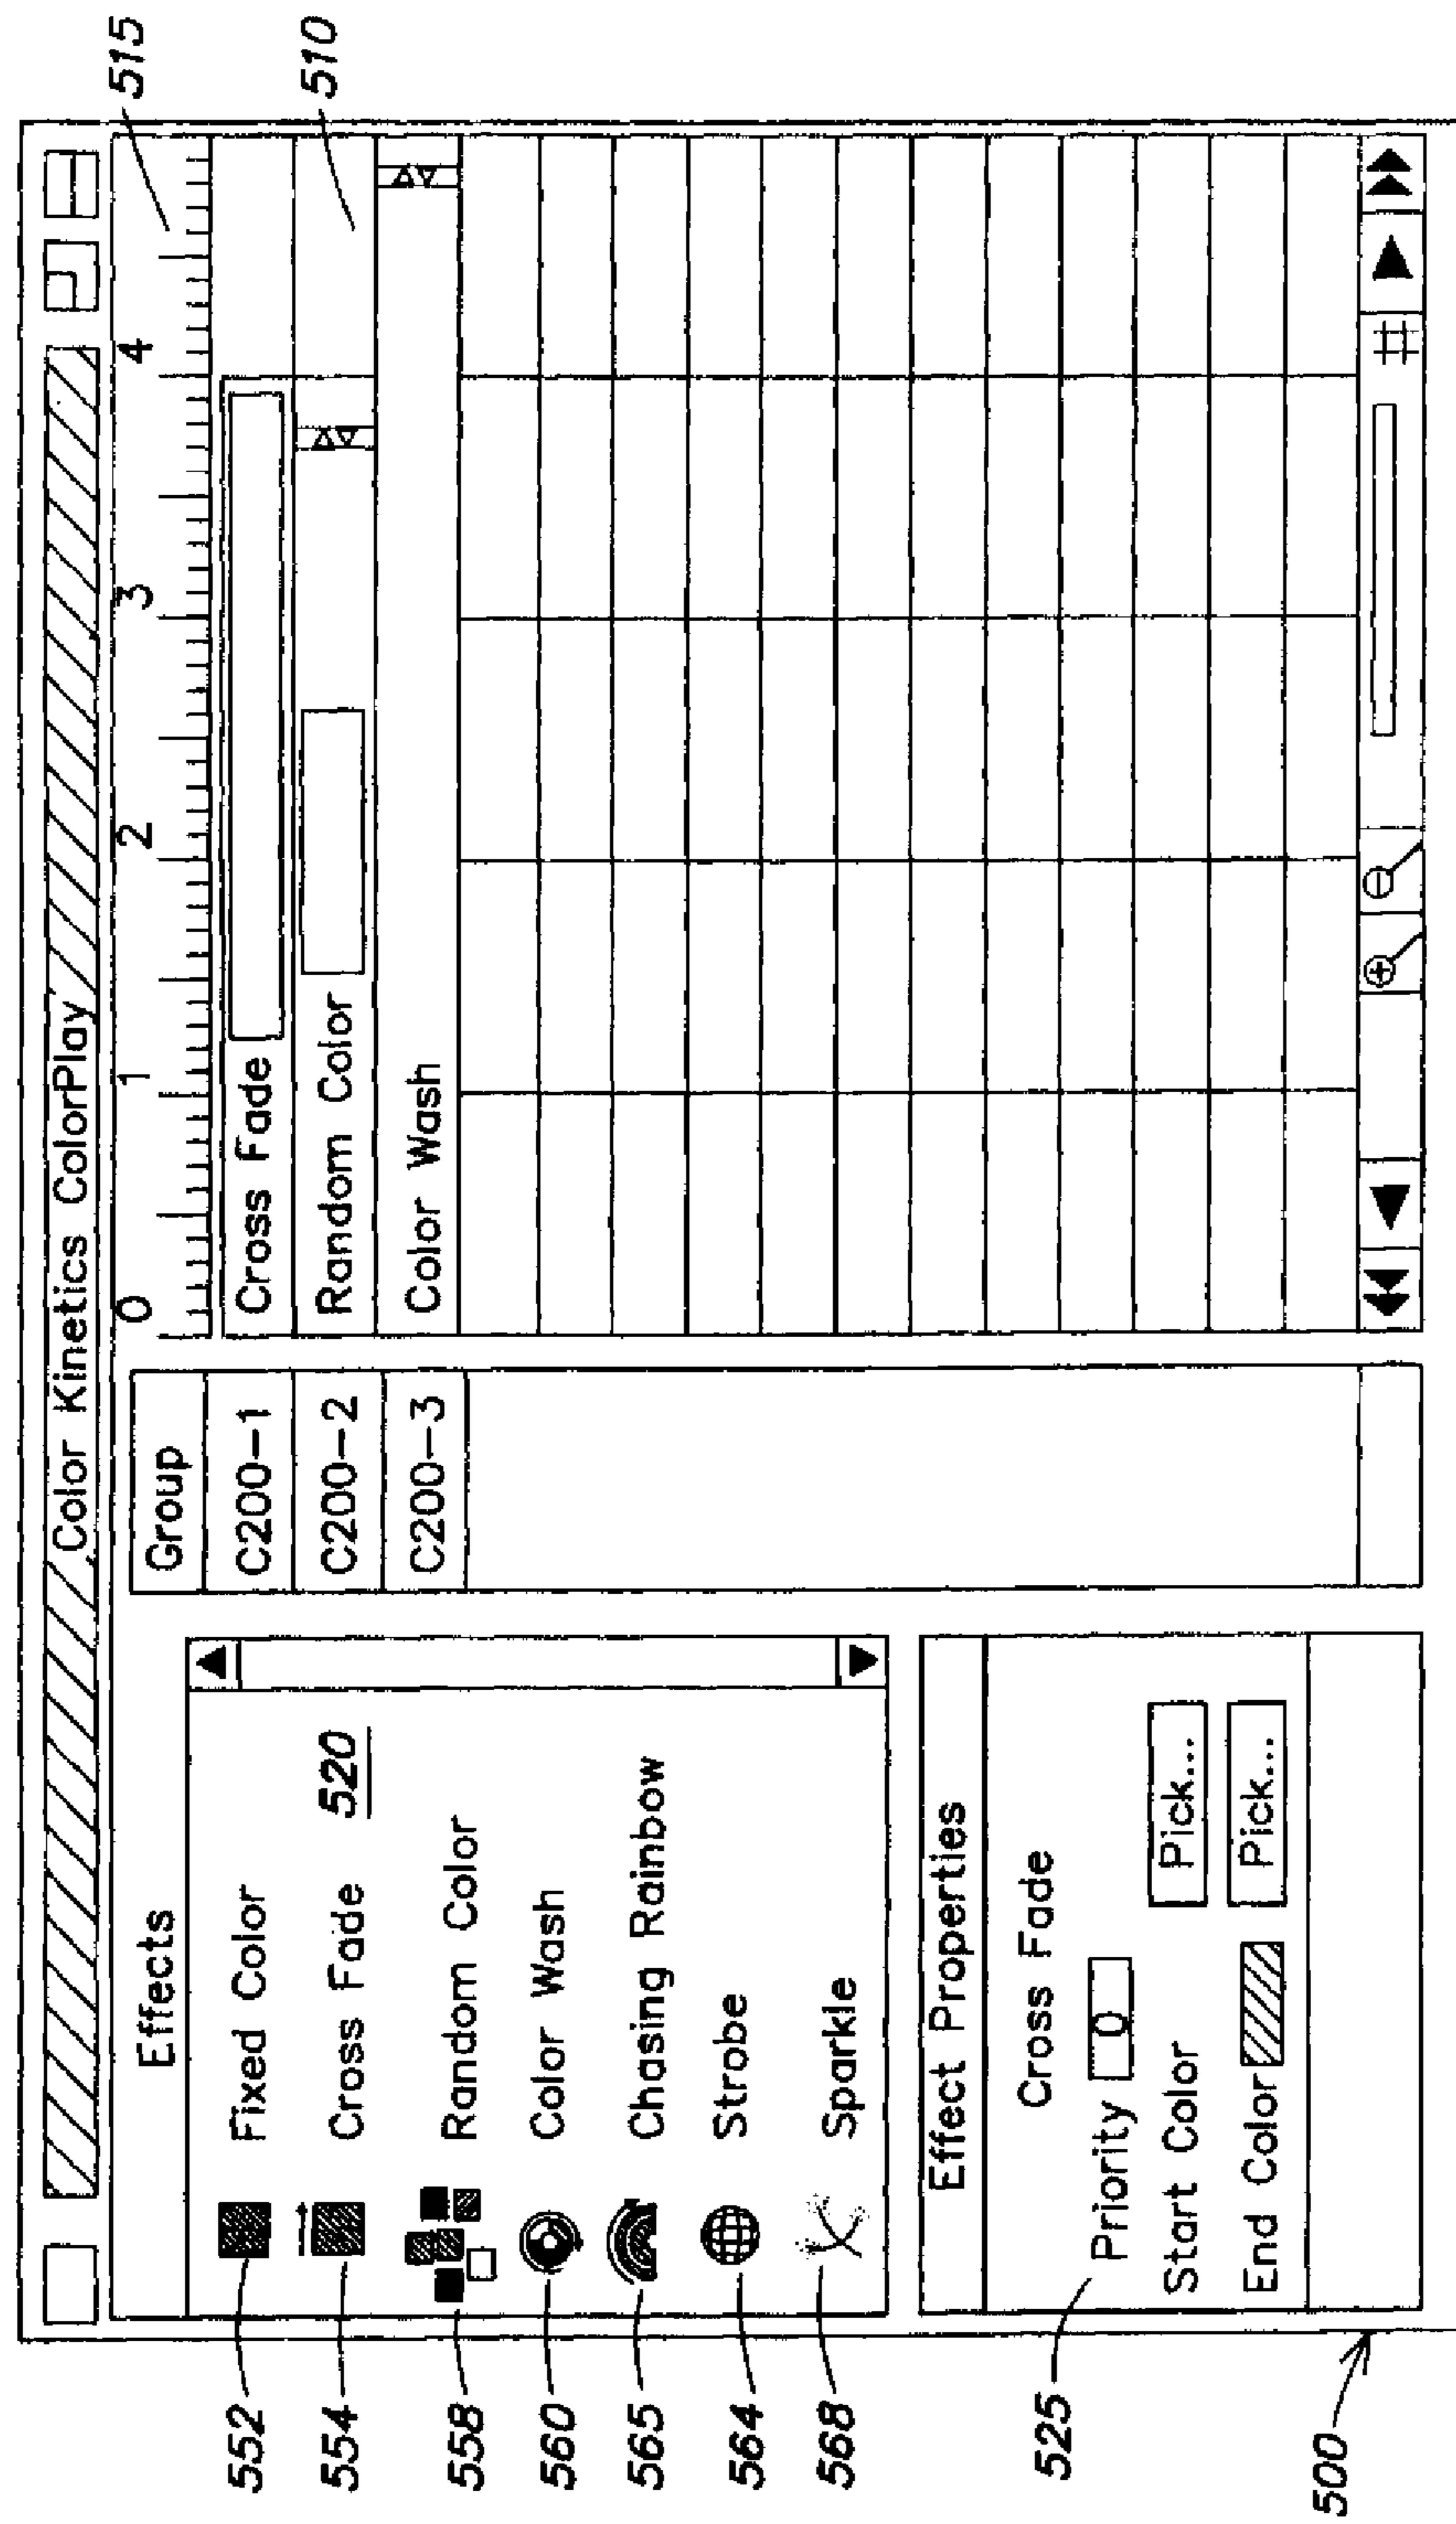 Color Kinetics ColorPlay
515
510
0 1 2 3 4
Effects
552 Fixed Color
554 Cross Fade 520
558 Random Color
560 Color Wash
565 Chasing Rainbow
564 Strobe
568 Sparkle
Group
C200-1
C200-2
C200-3
Cross Fade
Random Color
Color Wash
Effect Properties
Cross Fade
525 Priority 0
Start Color Pick...
End Color Pick...
500